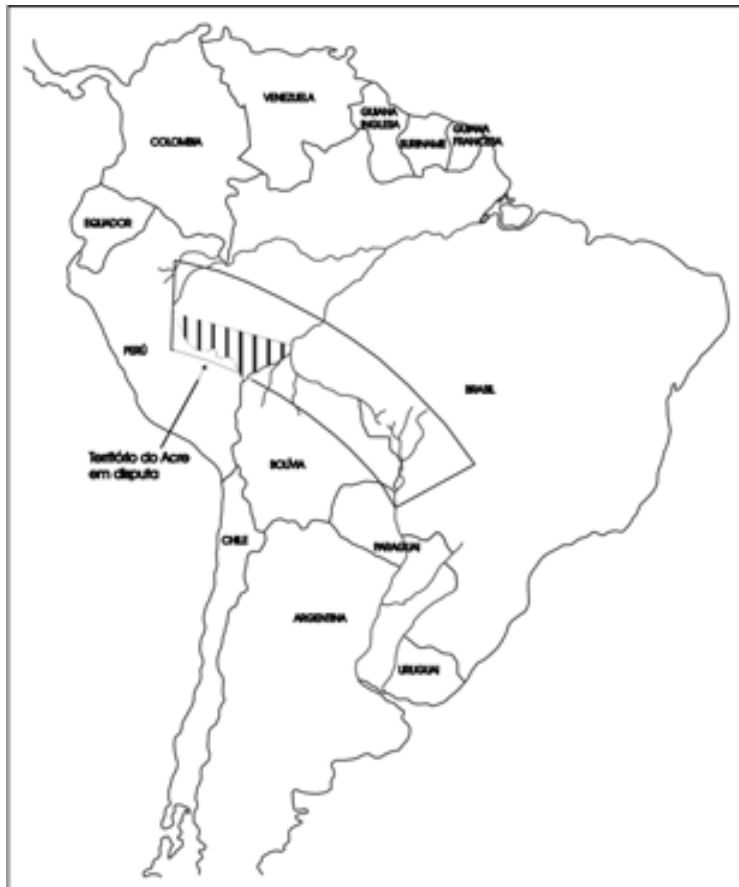 VENEZUELA
COLOMBIA
GUIANA
INGLESA
SURINAME
GUIANA
FRANCESA
EQUADOR
PERÚ
BRASIL
Território do Acre
em disputa
BOLÍVIA
CHILE
PARAGUAI
ARGENTINA
URUGUAI